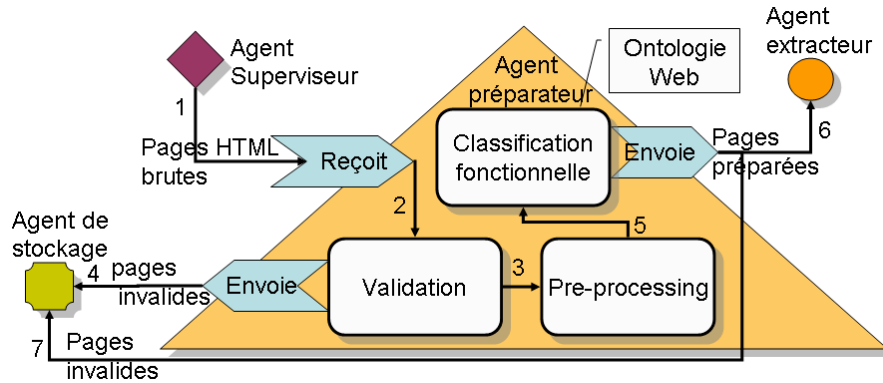 Agent
Superviseur
1
Pages HTML
brutes
Reçoit
Agent
préparateur
Ontologie
Web
Agent
extracteur
Classification
fonctionnelle
Envoie
Pages
préparées
6
2
5
Agent de
stockage
4
pages
invalides
Envoie
Validation
3
Pre-processing
7
Pages
invalides